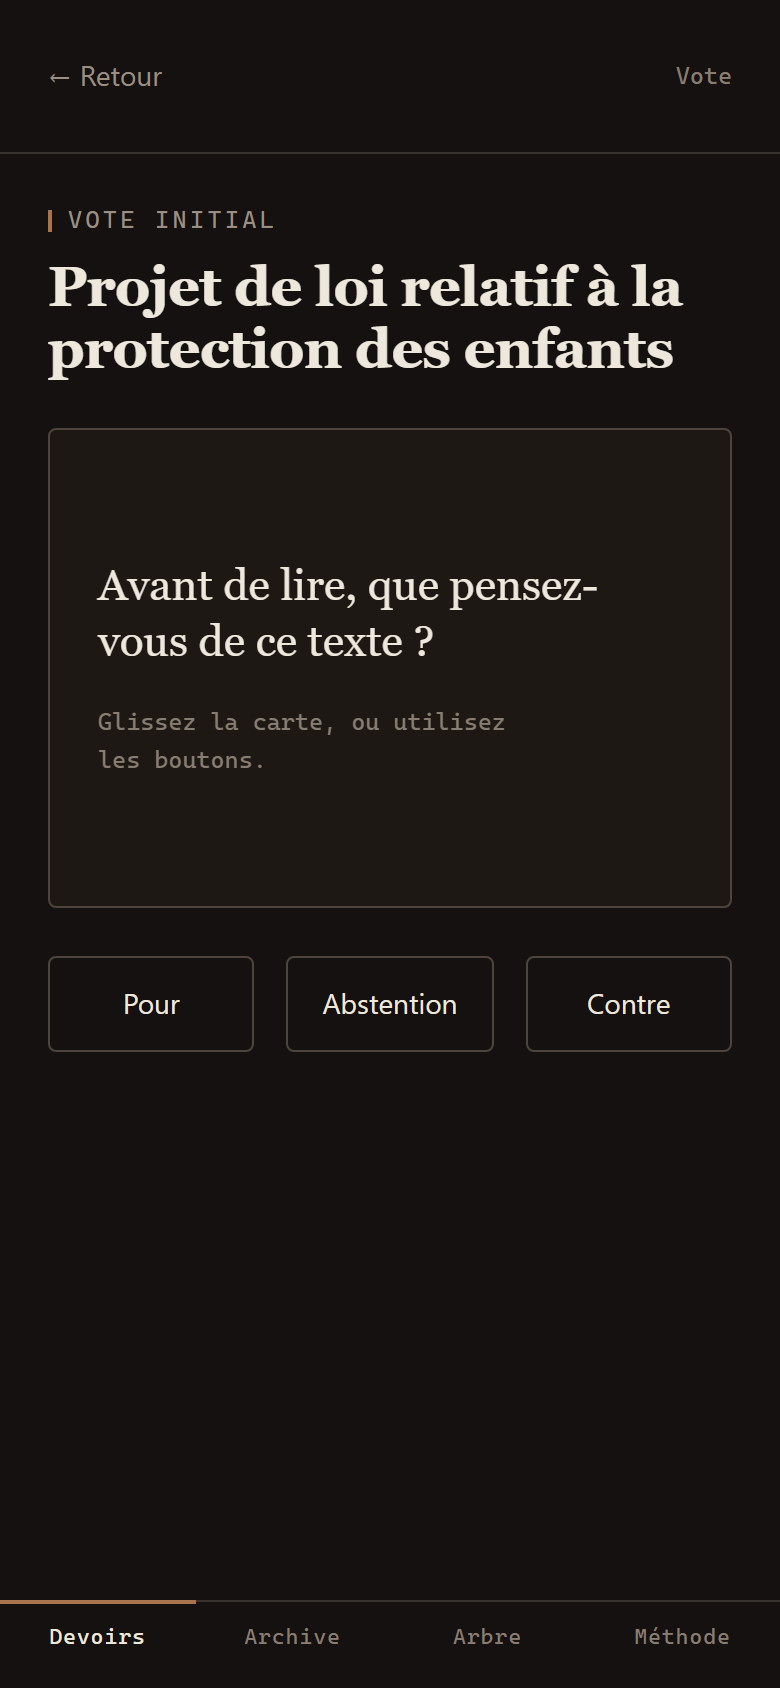 ← Retour
Vote
VOTE INITIAL
Projet de loi relatif à la
protection des enfants
Avant de lire, que pensez-
vous de ce texte ?
Glissez la carte, ou utilisez
les boutons.
Pour
Abstention
Contre
Devoirs
Archive
Arbre
Méthode